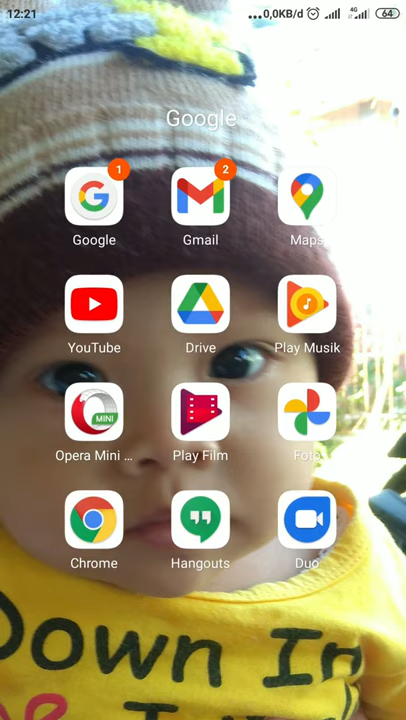 12:21 ...0,0KB/d 4G 64
Google
1 2
Google Gmail Maps
YouTube Drive Play Musik
MINI
Opera Mini ... Play Film Foto
Chrome Hangouts Duo
Down In